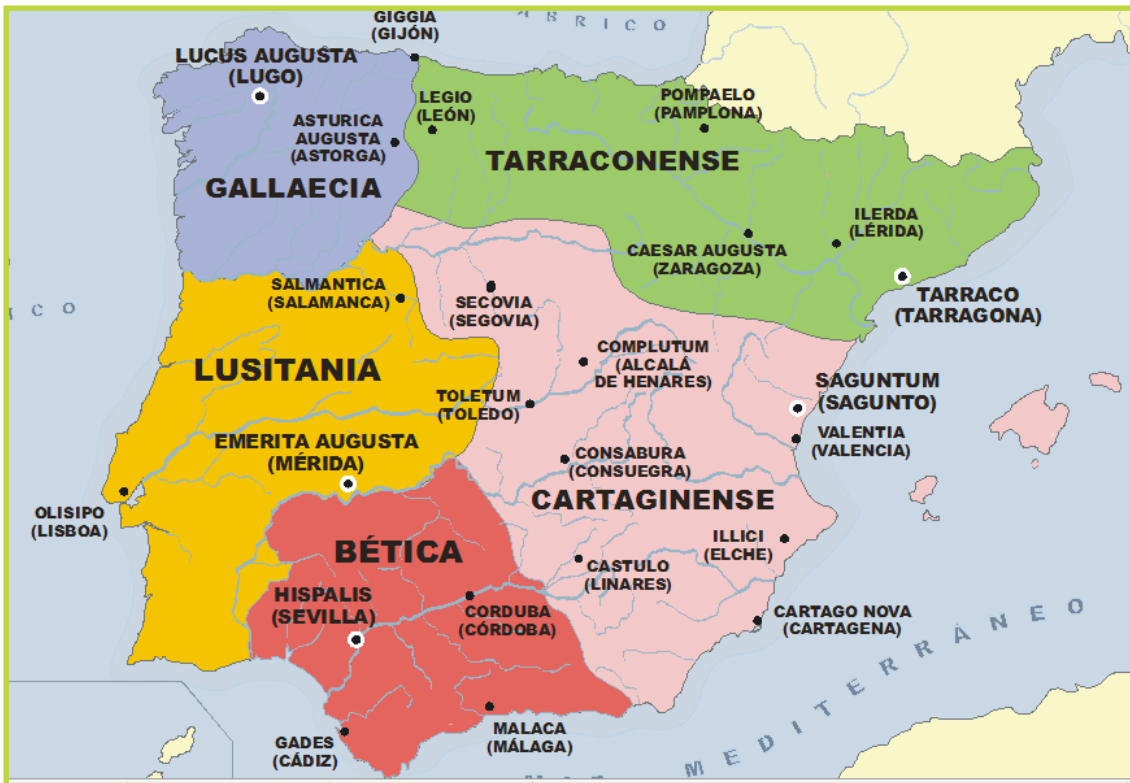 GIGGIA
(GIJÓN)
BRICO
LUCUS AUGUSTA
(LUGO)
LEGIO
(LEÓN)
POMPAELO
(PAMPLONA)
ASTURICA
AUGUSTA
(ASTORGA)
TARRACONENSE
GALLAECIA
ILERDA
(LÉRIDA)
CAESAR AUGUSTA
(ZARAGOZA)
SALMANTICA
(SALAMANCA)
SECOVIA
(SEGOVIA)
TARRACO
(TARRAGONA)
ICO
COMPLUTUM
(ALCALÁ
DE HENARES)
LUSITANIA
SAGUNTUM
(SAGUNTO)
TOLETUM
(TOLEDO)
VALENTIA
(VALENCIA)
EMERITA AUGUSTA
(MÉRIDA)
CONSABURA
(CONSUEGRA)
CARTAGINENSE
OLISIPO
(LISBOA)
ILLICI
(ELCHE)
BÉTICA
CASTULO
(LINARES)
HISPALIS
(SEVILLA)
CORDUBA
(CÓRDOBA)
CARTAGO NOVA
(CARTAGENA)
MALACA
(MÁLAGA)
GADES
(CÁDIZ)
MEDITERRÁNEO